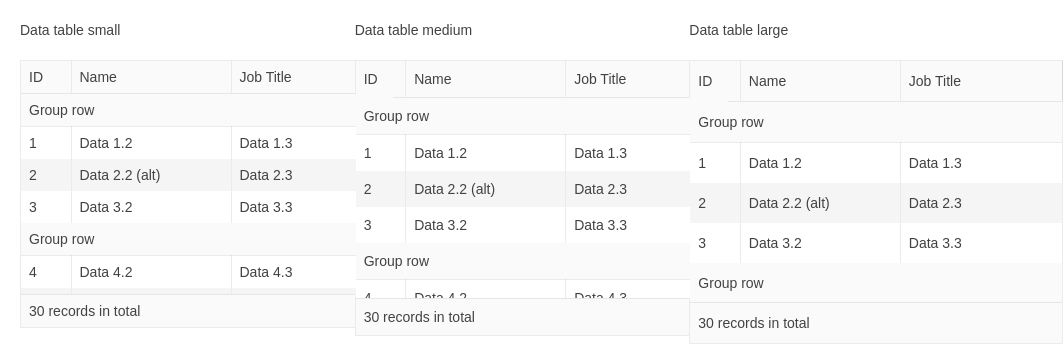 Data table small
ID Name Job Title
Group row
1 Data 1.2 Data 1.3
2 Data 2.2 (alt) Data 2.3
3 Data 3.2 Data 3.3
Group row
4 Data 4.2 Data 4.3
30 records in total
Data table medium
ID Name Job Title
Group row
1 Data 1.2 Data 1.3
2 Data 2.2 (alt) Data 2.3
3 Data 3.2 Data 3.3
Group row
4 Data 4.2 Data 4.3
30 records in total
Data table large
ID Name Job Title
Group row
1 Data 1.2 Data 1.3
2 Data 2.2 (alt) Data 2.3
3 Data 3.2 Data 3.3
Group row
30 records in total